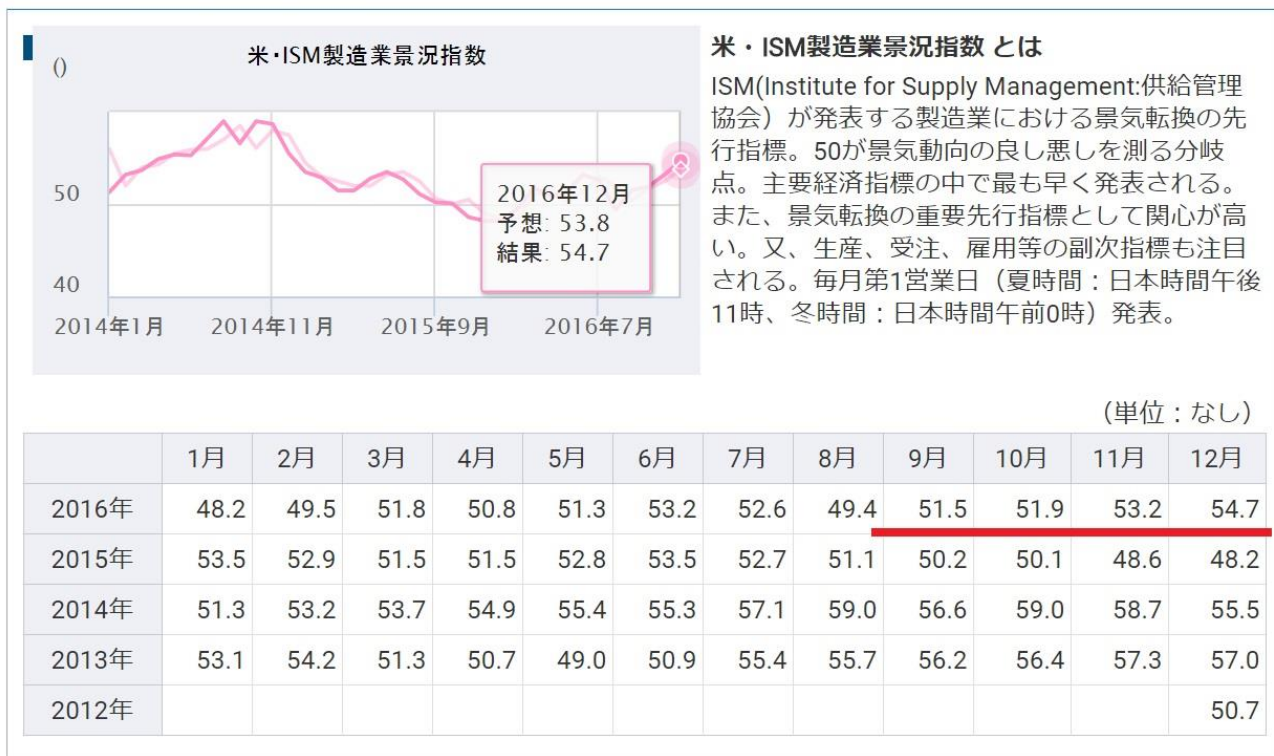 米・ISM製造業景況指数
()
50
40
2014年1月 2014年11月 2015年9月 2016年7月
2016年12月
予想: 53.8
結果: 54.7
米・ISM製造業景況指数 とは
ISM(Institute for Supply Management:供給管理
協会）が発表する製造業における景気転換の先
行指標。50が景気動向の良し悪しを測る分岐
点。主要経済指標の中で最も早く発表される。
また、景気転換の重要先行指標として関心が高
い。又、生産、受注、雇用等の副次指標も注目
される。毎月第1営業日（夏時間：日本時間午後
11時、冬時間：日本時間午前0時）発表。
（単位：なし）
1月 2月 3月 4月 5月 6月 7月 8月 9月 10月 11月 12月
2016年 48.2 49.5 51.8 50.8 51.3 53.2 52.6 49.4 51.5 51.9 53.2 54.7
2015年 53.5 52.9 51.5 51.5 52.8 53.5 52.7 51.1 50.2 50.1 48.6 48.2
2014年 51.3 53.2 53.7 54.9 55.4 55.3 57.1 59.0 56.6 59.0 58.7 55.5
2013年 53.1 54.2 51.3 50.7 49.0 50.9 55.4 55.7 56.2 56.4 57.3 57.0
2012年 50.7